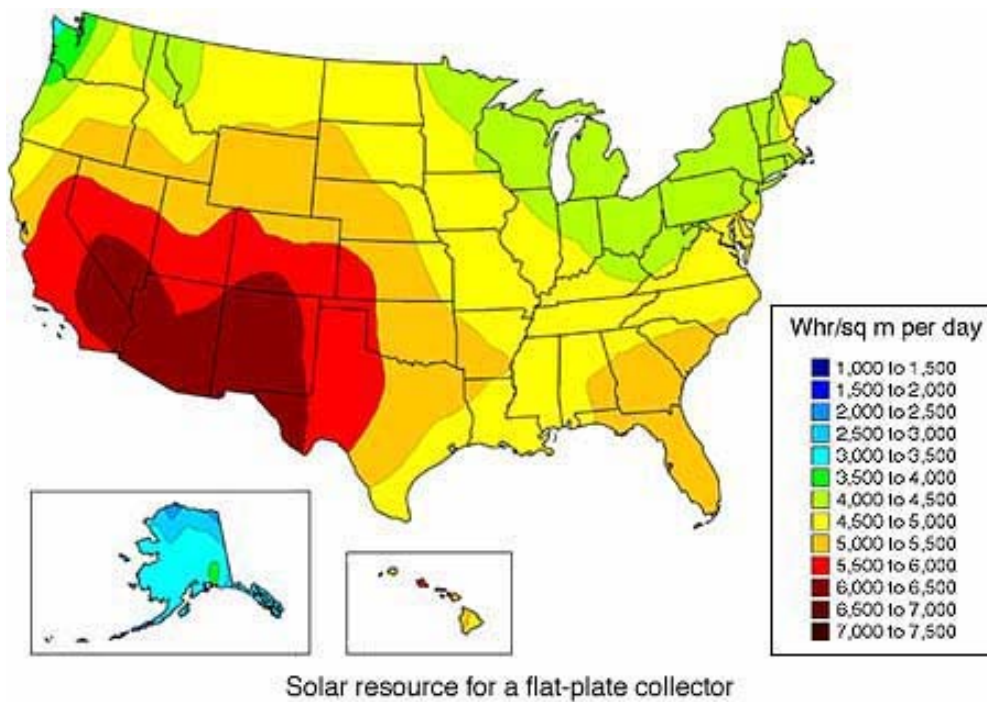 Whr/sq m per day
1,000 to 1,500
1,500 to 2,000
2,000 to 2,500
2,500 to 3,000
3,000 to 3,500
3,500 to 4,000
4,000 to 4,500
4,500 to 5,000
5,000 to 5,500
5,500 to 6,000
6,000 to 6,500
6,500 to 7,000
7,000 to 7,500
Solar resource for a flat-plate collector